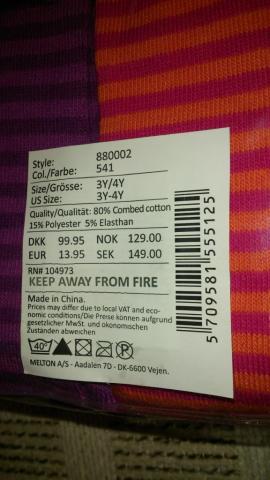 Style: 880002
Col./Farbe: 541
Size/Grösse: 3Y/4Y
US Size: 3Y-4Y
Quality/Qualität: 80% Combed cotton
15% Polyester 5% Elasthan
DKK 99.95 NOK 129.00
EUR 13.95 SEK 149.00
RN# 104973
KEEP AWAY FROM FIRE
Made in China.
Prices may differ due to local VAT and eco-
nomic conditions/Die Preise können aufgrund
gesetzlicher MwSt. und okonomischen
Zustanden abweichen
40° P
MELTON A/S - Aadalen 7D - DK-6600 Vejen.
5 709581 555125